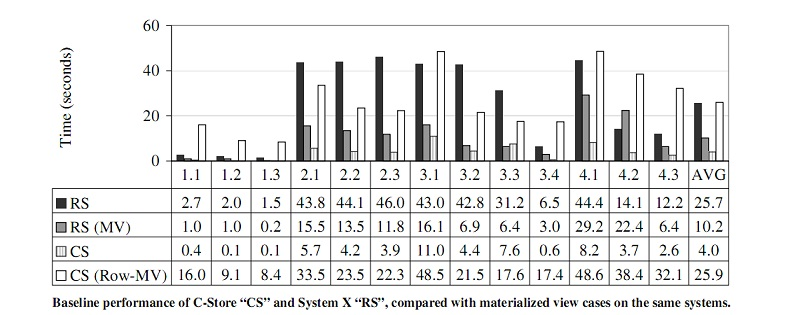 60
40
20
0
Time (seconds)
1.1 1.2 1.3 2.1 2.2 2.3 3.1 3.2 3.3 3.4 4.1 4.2 4.3 AVG
RS 2.7 2.0 1.5 43.8 44.1 46.0 43.0 42.8 31.2 6.5 44.4 14.1 12.2 25.7
RS (MV) 1.0 1.0 0.2 15.5 13.5 11.8 16.1 6.9 6.4 3.0 29.2 22.4 6.4 10.2
CS 0.4 0.1 0.1 5.7 4.2 3.9 11.0 4.4 7.6 0.6 8.2 3.7 2.6 4.0
CS (Row-MV) 16.0 9.1 8.4 33.5 23.5 22.3 48.5 21.5 17.6 17.4 48.6 38.4 32.1 25.9
Baseline performance of C-Store “CS” and System X “RS”, compared with materialized view cases on the same systems.